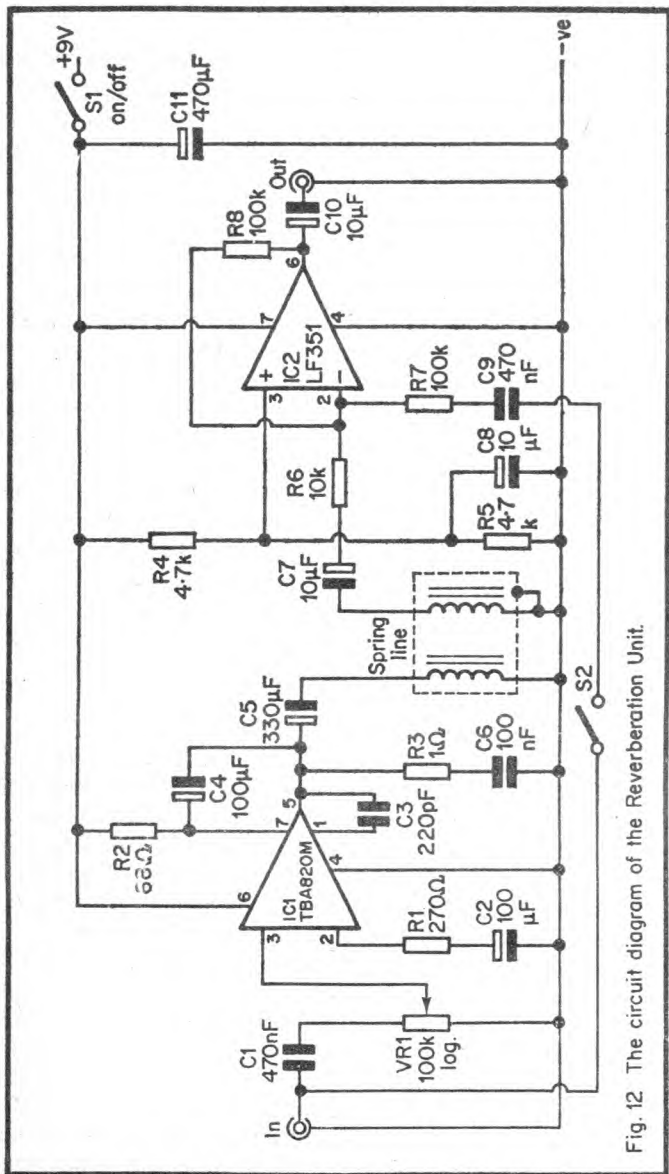 +9V
S1
on/off
C11
470µF
Out
C10
10µF
R8
100k
6
7
4
IC2
LF351
+
−
3
2
R7
100k
C9
470
nF
R6
10k
C8
10
µF
R5
4·7
k
R4
4·7k
C7
10µF
Spring
line
S2
C5
330µF
C4
100µF
R3
1Ω
C6
100
nF
R2
7
5
1
C3
220pF
6
IC1
TBA820M
4
3
2
R1
270Ω
C2
100
µF
C1
470nF
VR1
100k
log.
In
-ve
Fig. 12 The circuit diagram of the Reverberation Unit.